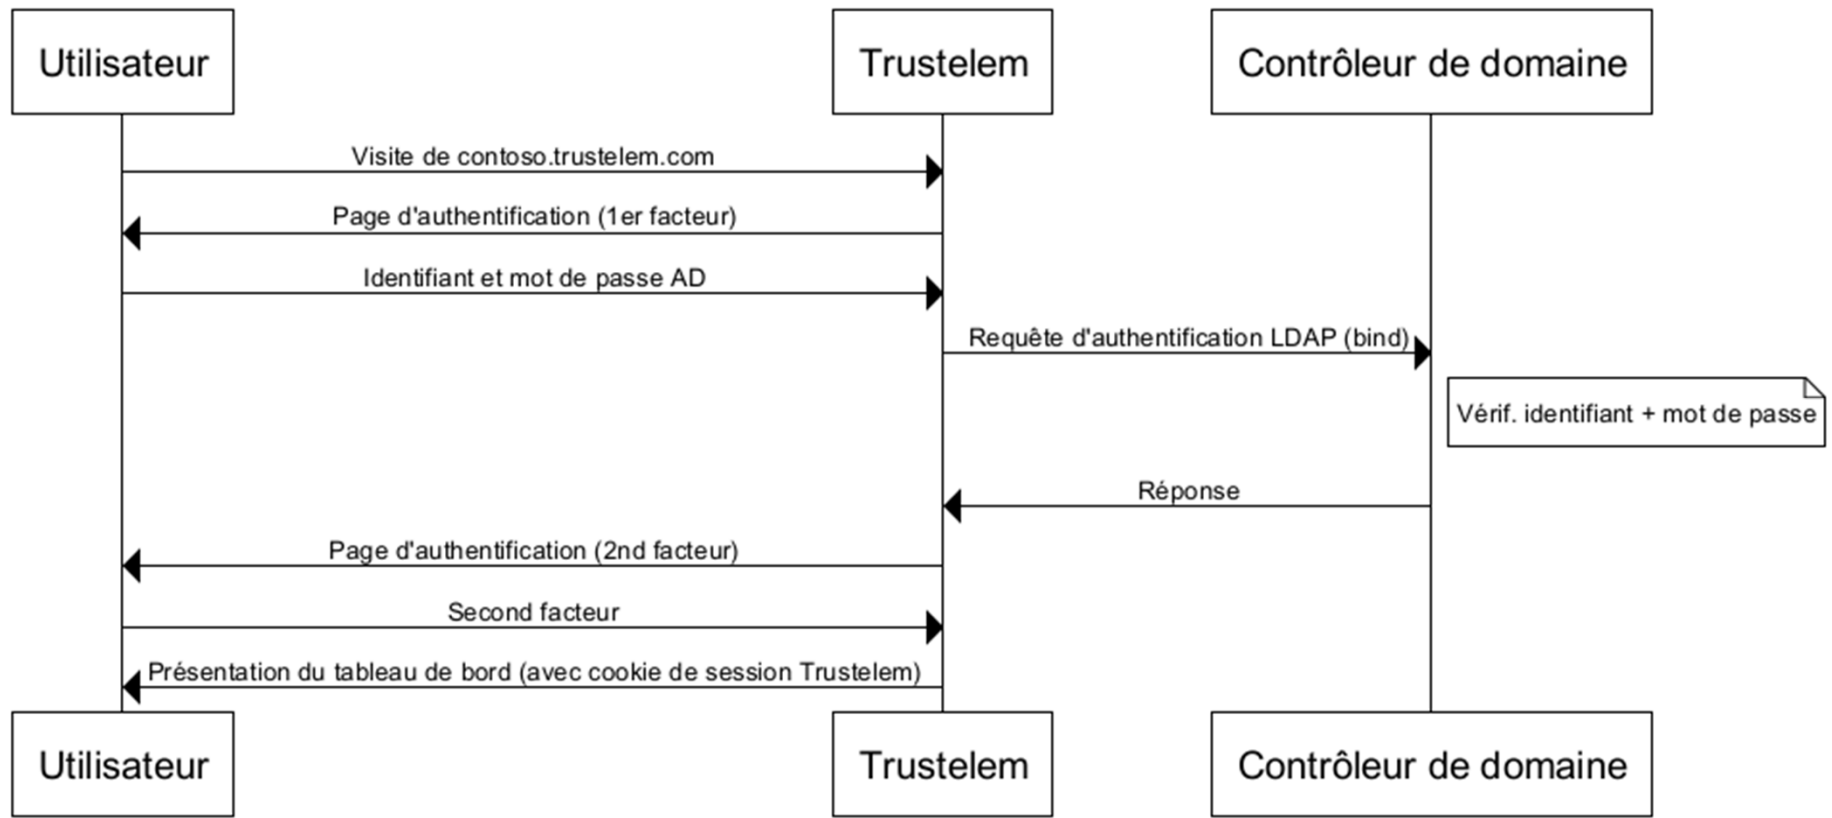 Utilisateur
Trustelem
Contrôleur de domaine
Visite de contoso.trustelem.com
Page d'authentification (1er facteur)
Identifiant et mot de passe AD
Requête d'authentification LDAP (bind)
Vérif. identifiant + mot de passe
Réponse
Page d'authentification (2nd facteur)
Second facteur
Présentation du tableau de bord (avec cookie de session Trustelem)
Utilisateur
Trustelem
Contrôleur de domaine